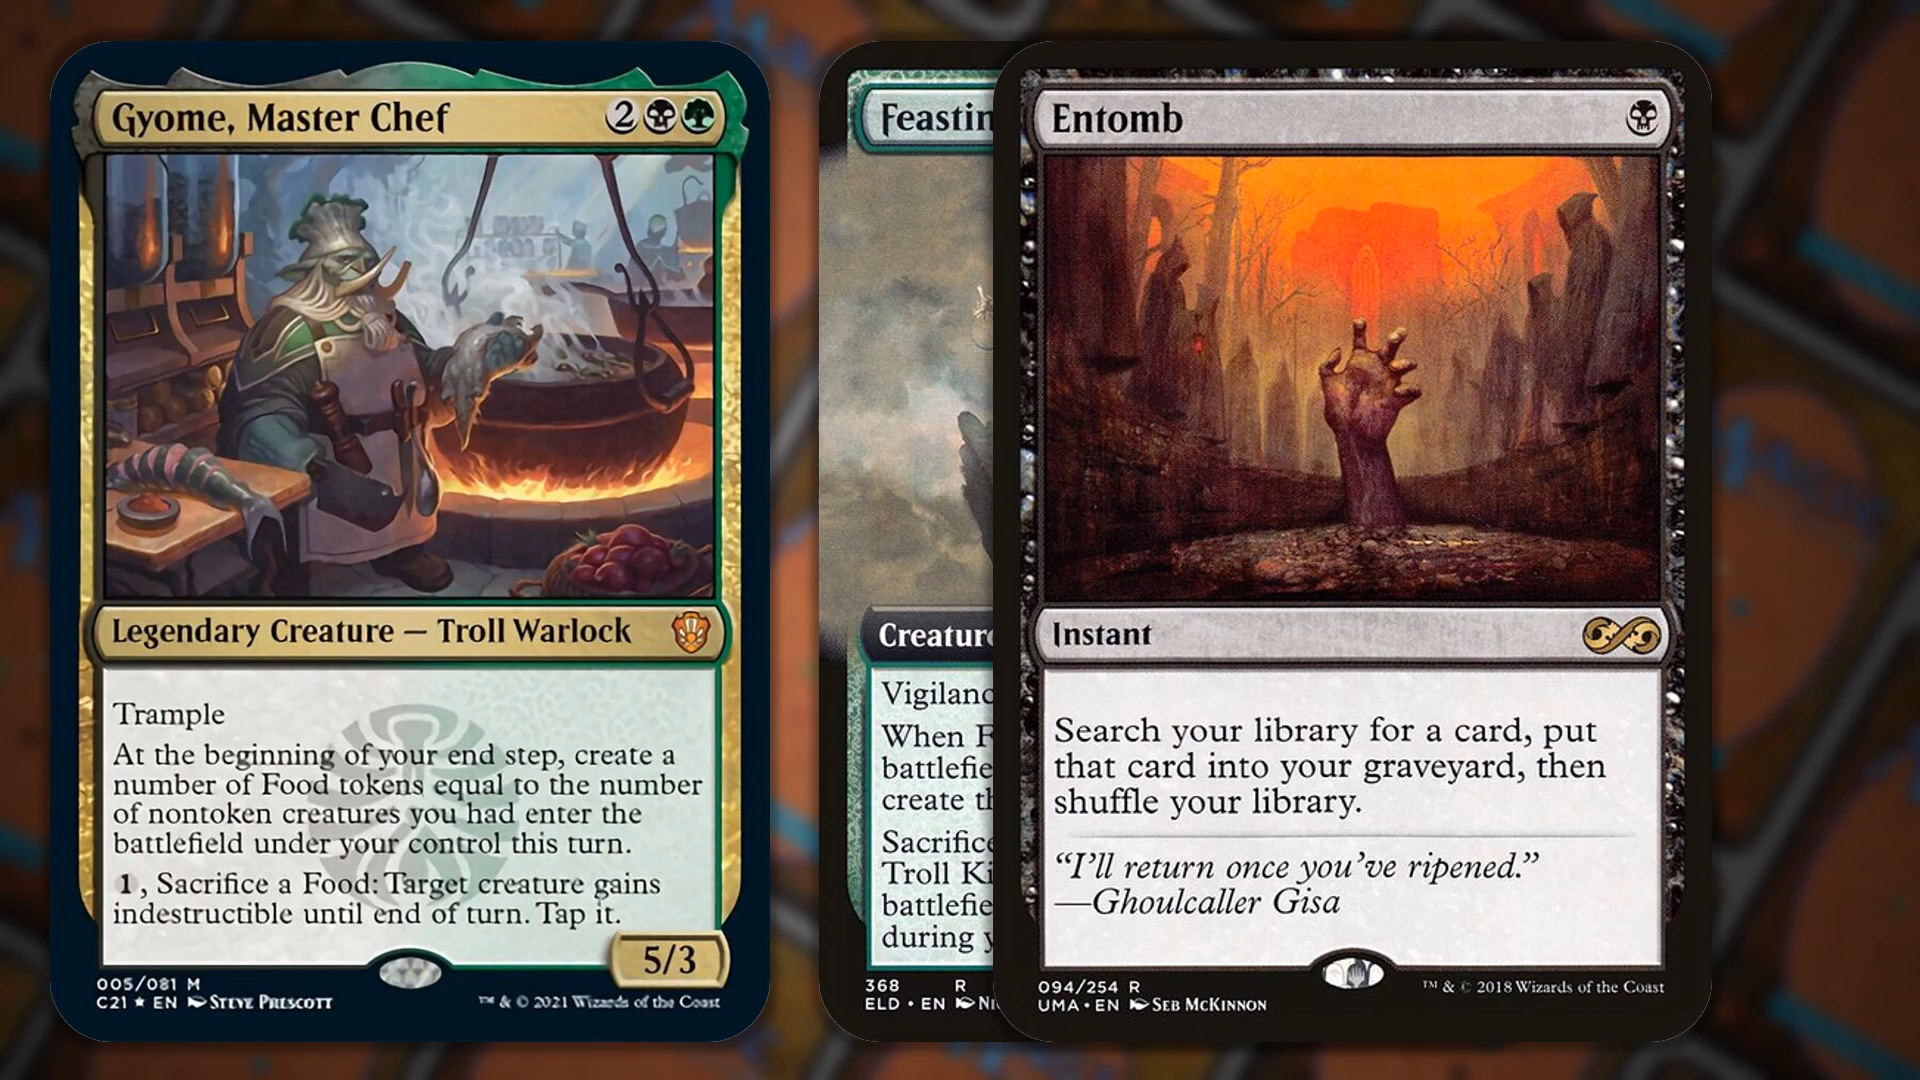 Gyome, Master Chef 2
Legendary Creature — Troll Warlock
Trample
At the beginning of your end step, create a
number of Food tokens equal to the number
of nontoken creatures you had enter the
battlefield under your control this turn.
1, Sacrifice a Food: Target creature gains
indestructible until end of turn. Tap it.
5/3
005/081 M
C21 ★ EN Steve Prescott
™ & © 2021 Wizards of the Coast
Feastin
Creature
Vigilanc
When F
battlefie
create th
Sacrifice
Troll Ki
battlefie
during y
368 R
ELD • EN Ni
Entomb
Instant
Search your library for a card, put
that card into your graveyard, then
shuffle your library.
“I’ll return once you’ve ripened.”
—Ghoulcaller Gisa
094/254 R
UMA • EN Seb McKinnon
™ & © 2018 Wizards of the Coast